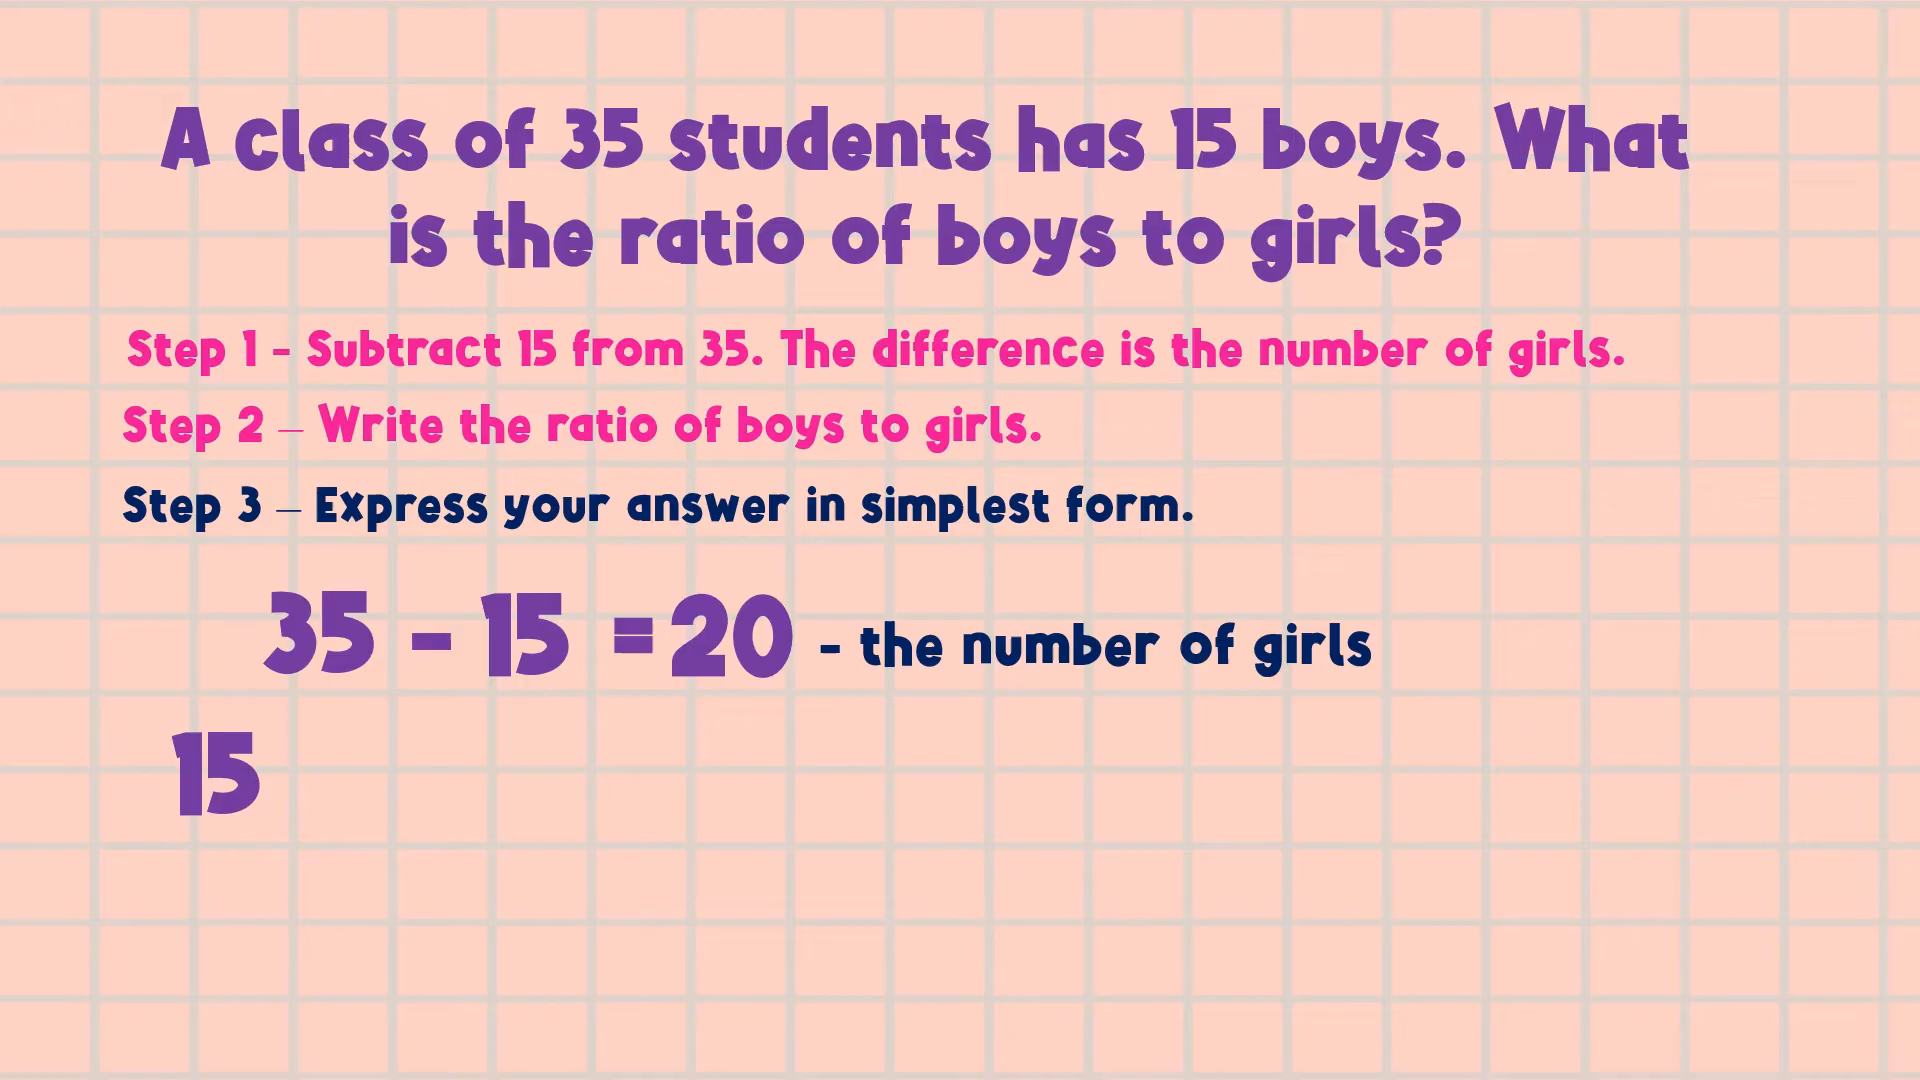 A class of 35 students has 15 boys. What
is the ratio of boys to girls?
Step 1 - Subtract 15 from 35. The difference is the number of girls.
Step 2 – Write the ratio of boys to girls.
Step 3 – Express your answer in simplest form.
35 - 15 = 20 - the number of girls
15